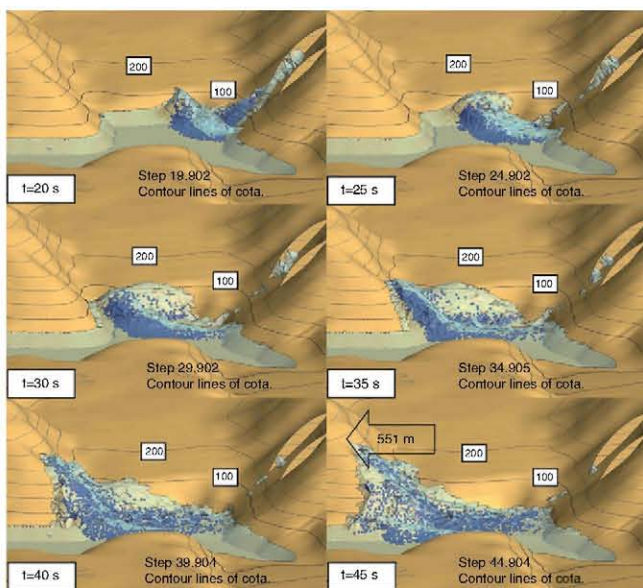 200
100
t=20 s
Step 19.902
Contour lines of cota.
200
100
t=25 s
Step 24.902
Contour lines of cota.
200
100
t=30 s
Step 29.902
Contour lines of cota.
200
100
t=35 s
Step 34.905
Contour lines of cota.
200
100
t=40 s
Step 39.904
Contour lines of cota.
551 m
200
100
t=45 s
Step 44.904
Contour lines of cota.